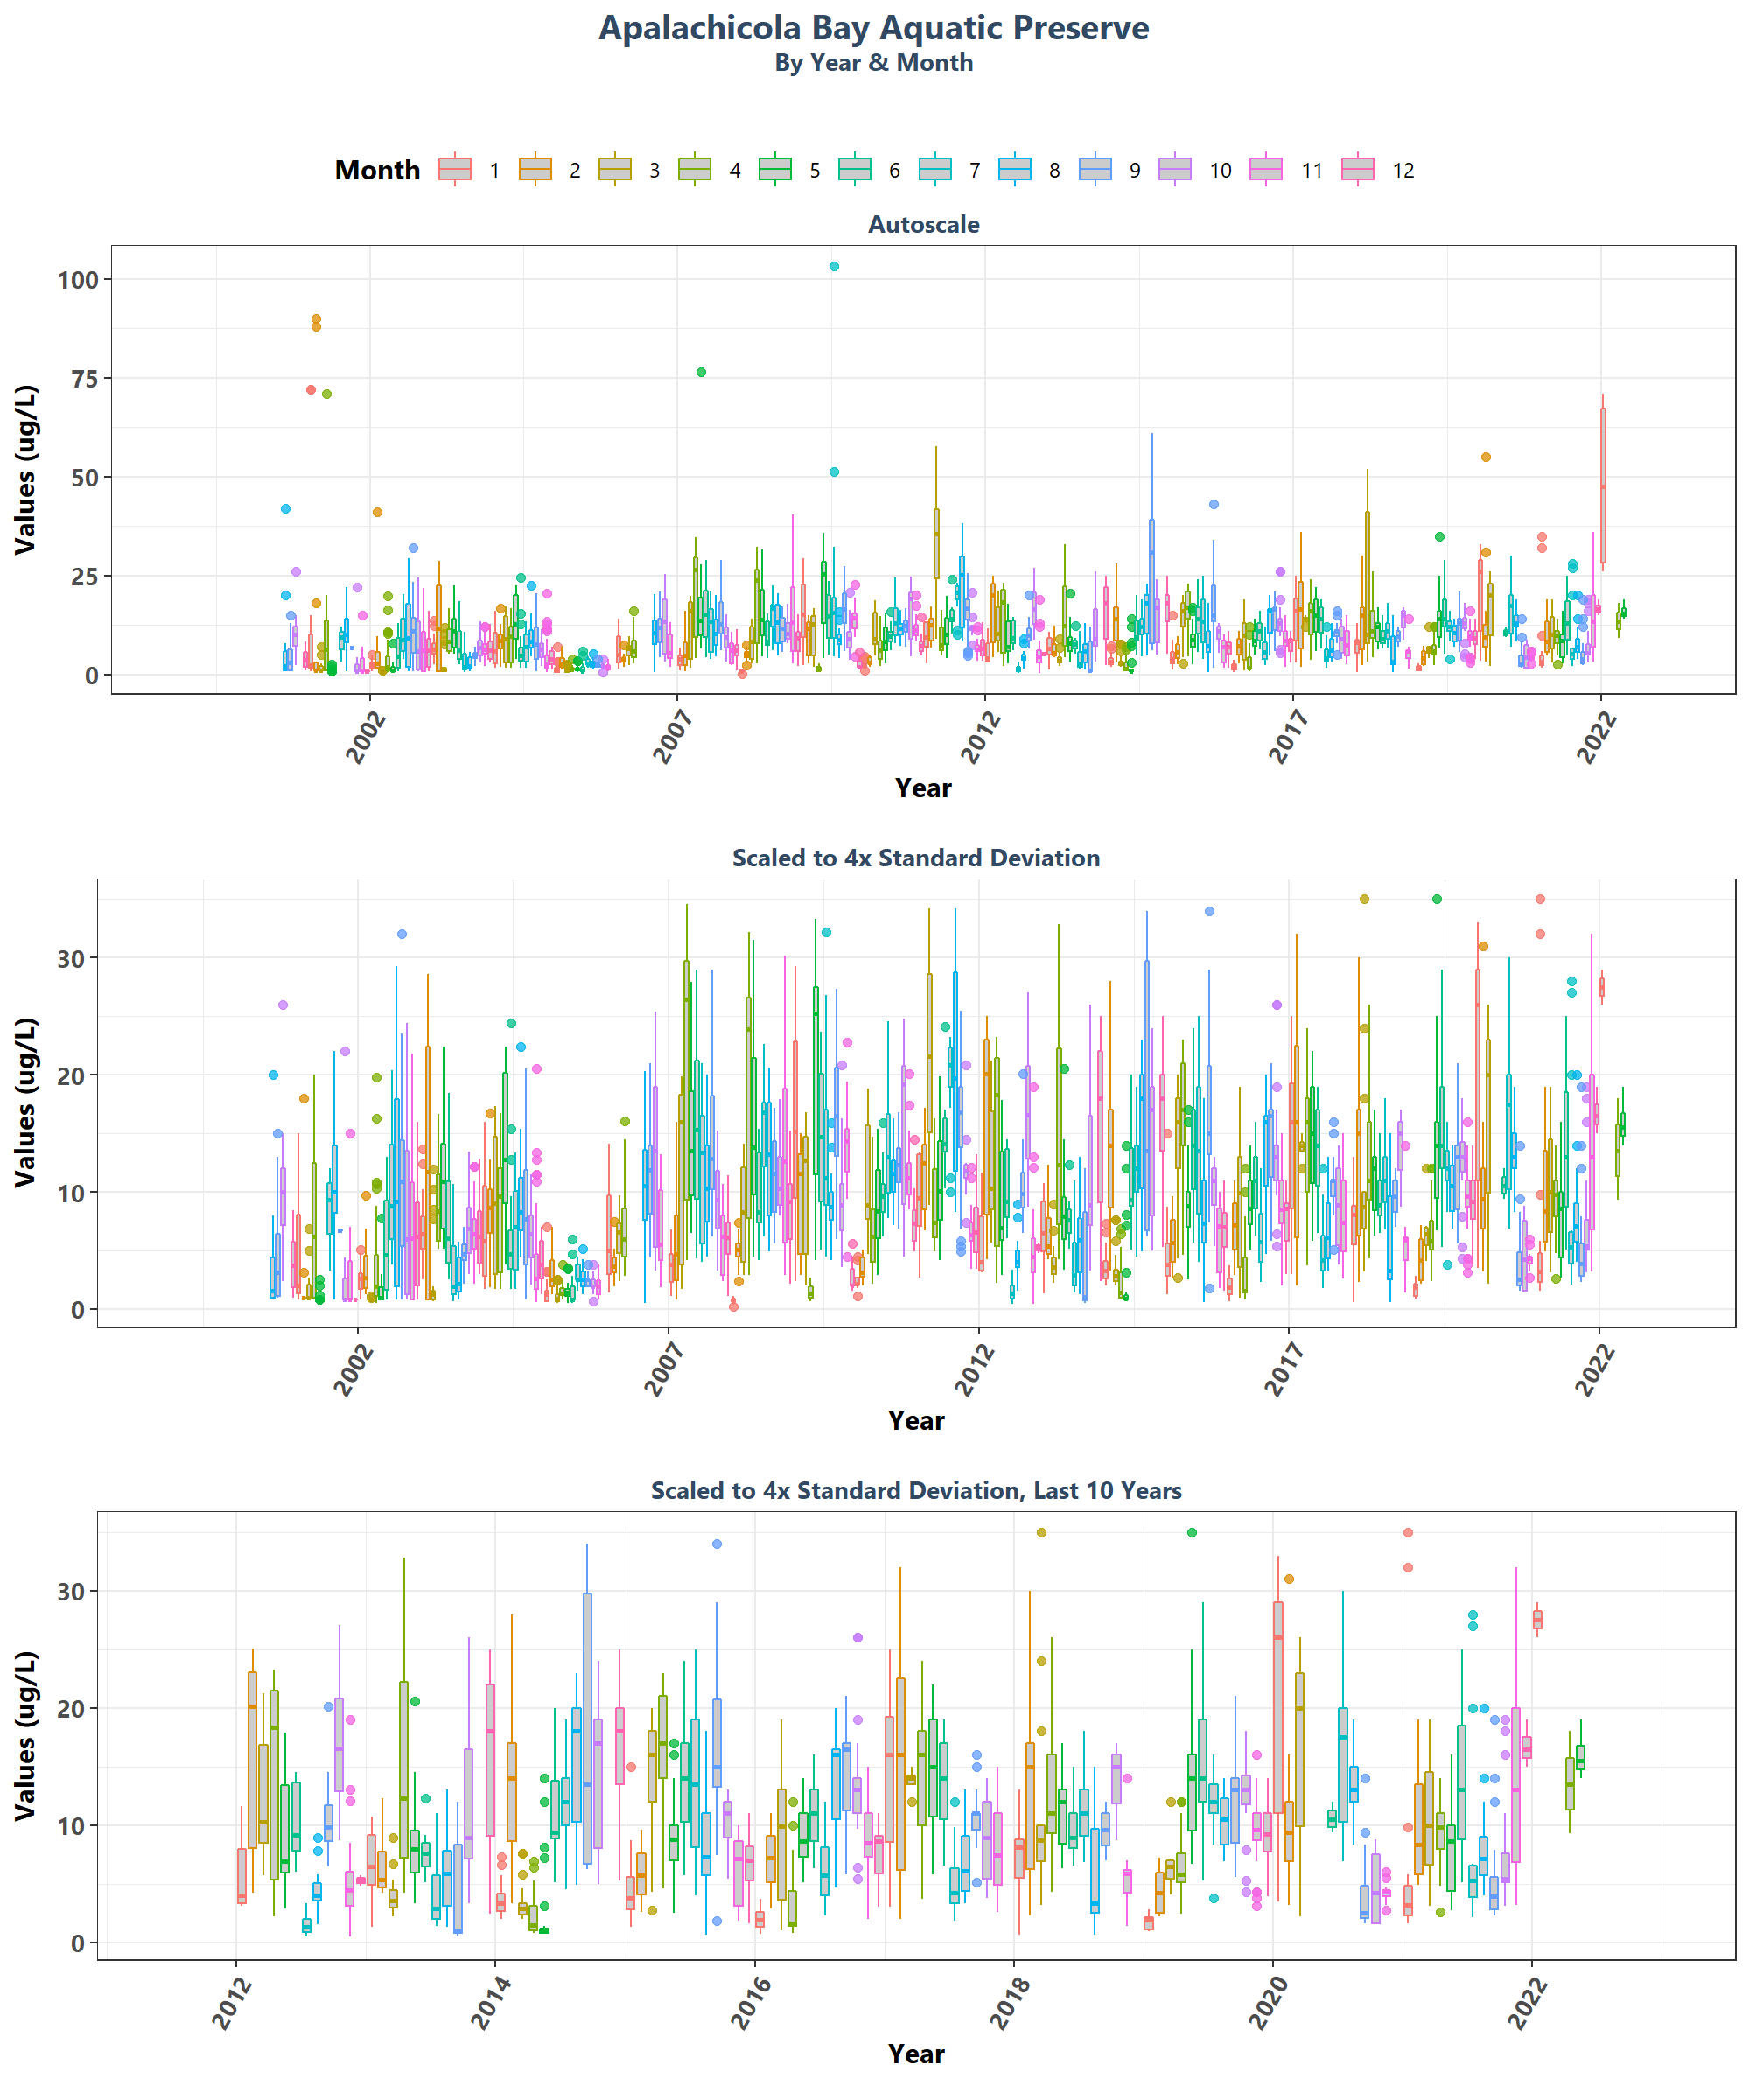 Apalachicola Bay Aquatic Preserve
By Year & Month
Month 1 2 3 4 5 6 7 8 9 10 11 12
Autoscale
Values (ug/L)
100
75
50
25
0
2002 2007 2012 2017 2022
Year
Scaled to 4x Standard Deviation
Values (ug/L)
30
20
10
0
2002 2007 2012 2017 2022
Year
Scaled to 4x Standard Deviation, Last 10 Years
Values (ug/L)
30
20
10
0
2012 2014 2016 2018 2020 2022
Year